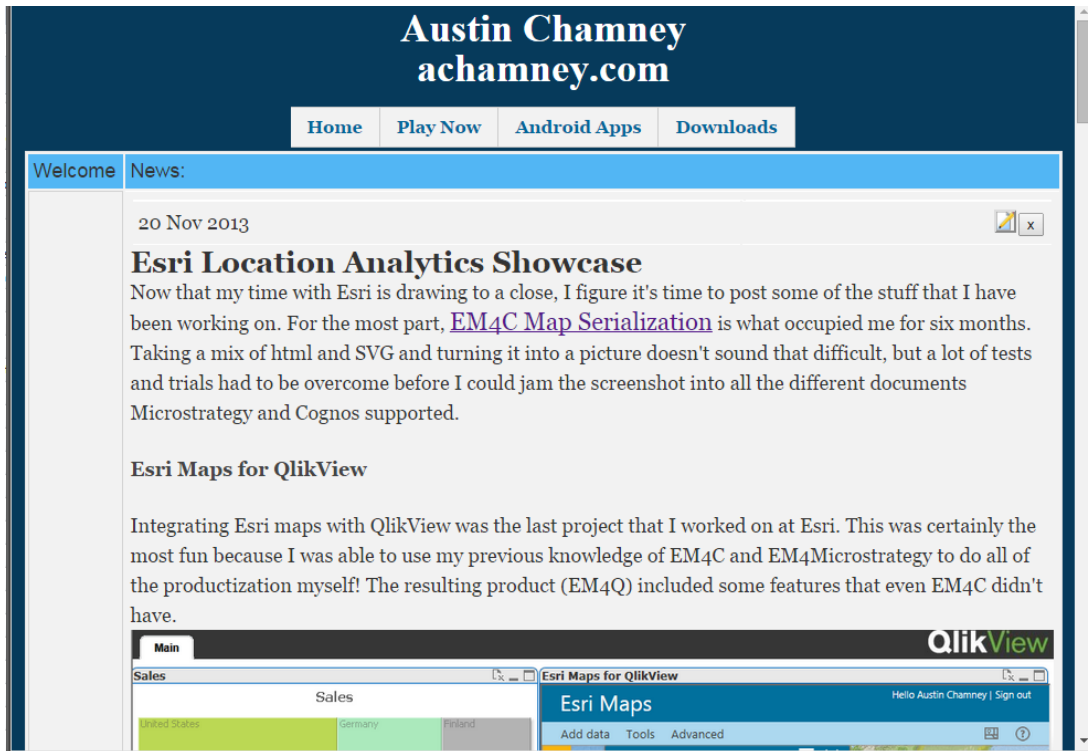 Austin Chamney
achamney.com
Home Play Now Android Apps Downloads
Welcome News:
20 Nov 2013
x
Esri Location Analytics Showcase
Now that my time with Esri is drawing to a close, I figure it's time to post some of the stuff that I have
been working on. For the most part, EM4C Map Serialization is what occupied me for six months.
Taking a mix of html and SVG and turning it into a picture doesn't sound that difficult, but a lot of tests
and trials had to be overcome before I could jam the screenshot into all the different documents
Microstrategy and Cognos supported.
Esri Maps for QlikView
Integrating Esri maps with QlikView was the last project that I worked on at Esri. This was certainly the
most fun because I was able to use my previous knowledge of EM4C and EM4Microstrategy to do all of
the productization myself! The resulting product (EM4Q) included some features that even EM4C didn't
have.
Main QlikView
Sales Esri Maps for QlikView
Sales
Esri Maps Hello Austin Chamney | Sign out
United States Germany Finland
Add data Tools Advanced ?